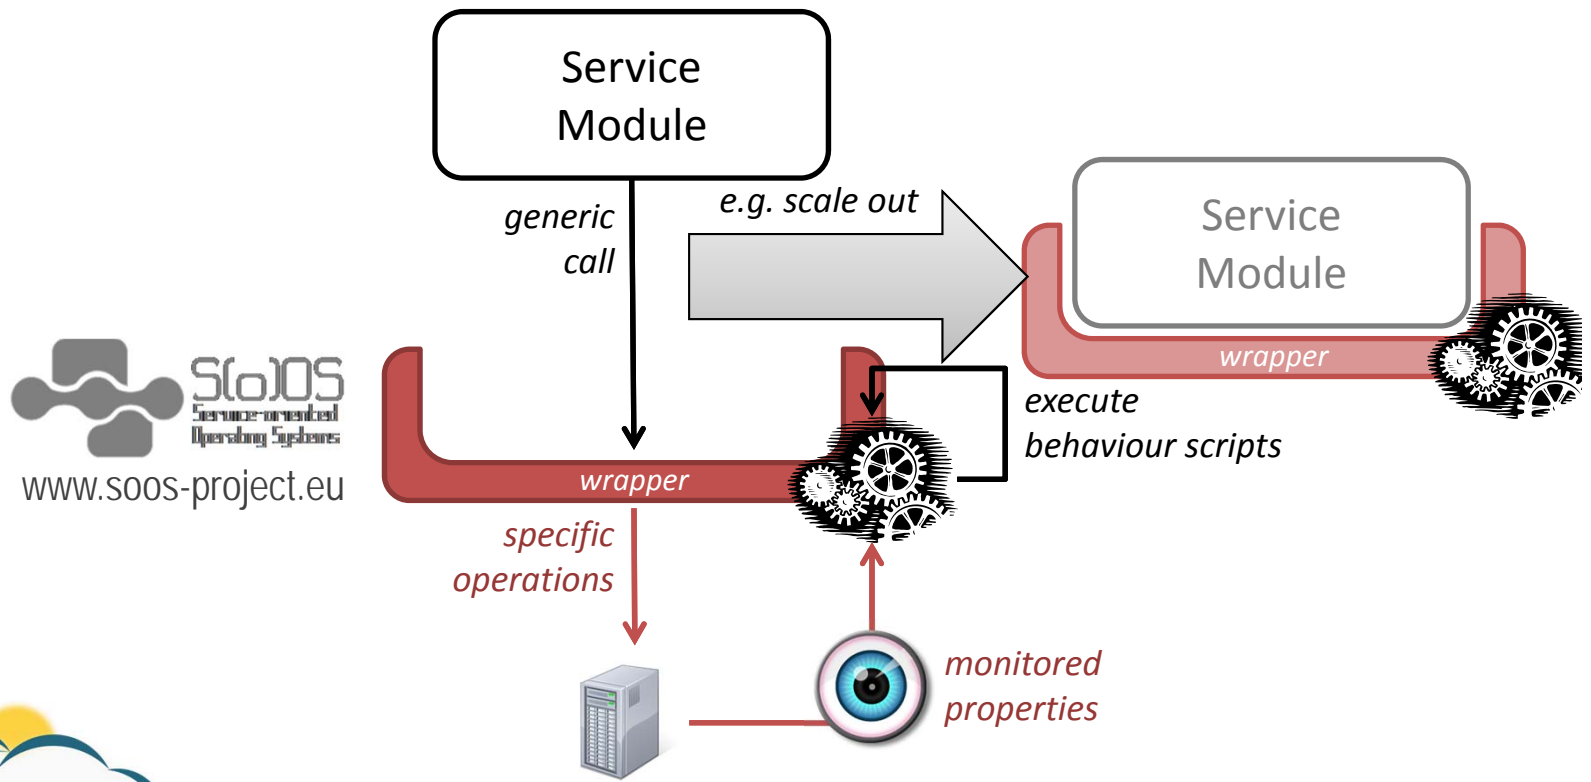 Service
Module
generic
call
e.g. scale out
Service
Module
wrapper
execute
behaviour scripts
S(o)OS
Service-oriented
Operating Systems
www.soos-project.eu
wrapper
specific
operations
monitored
properties